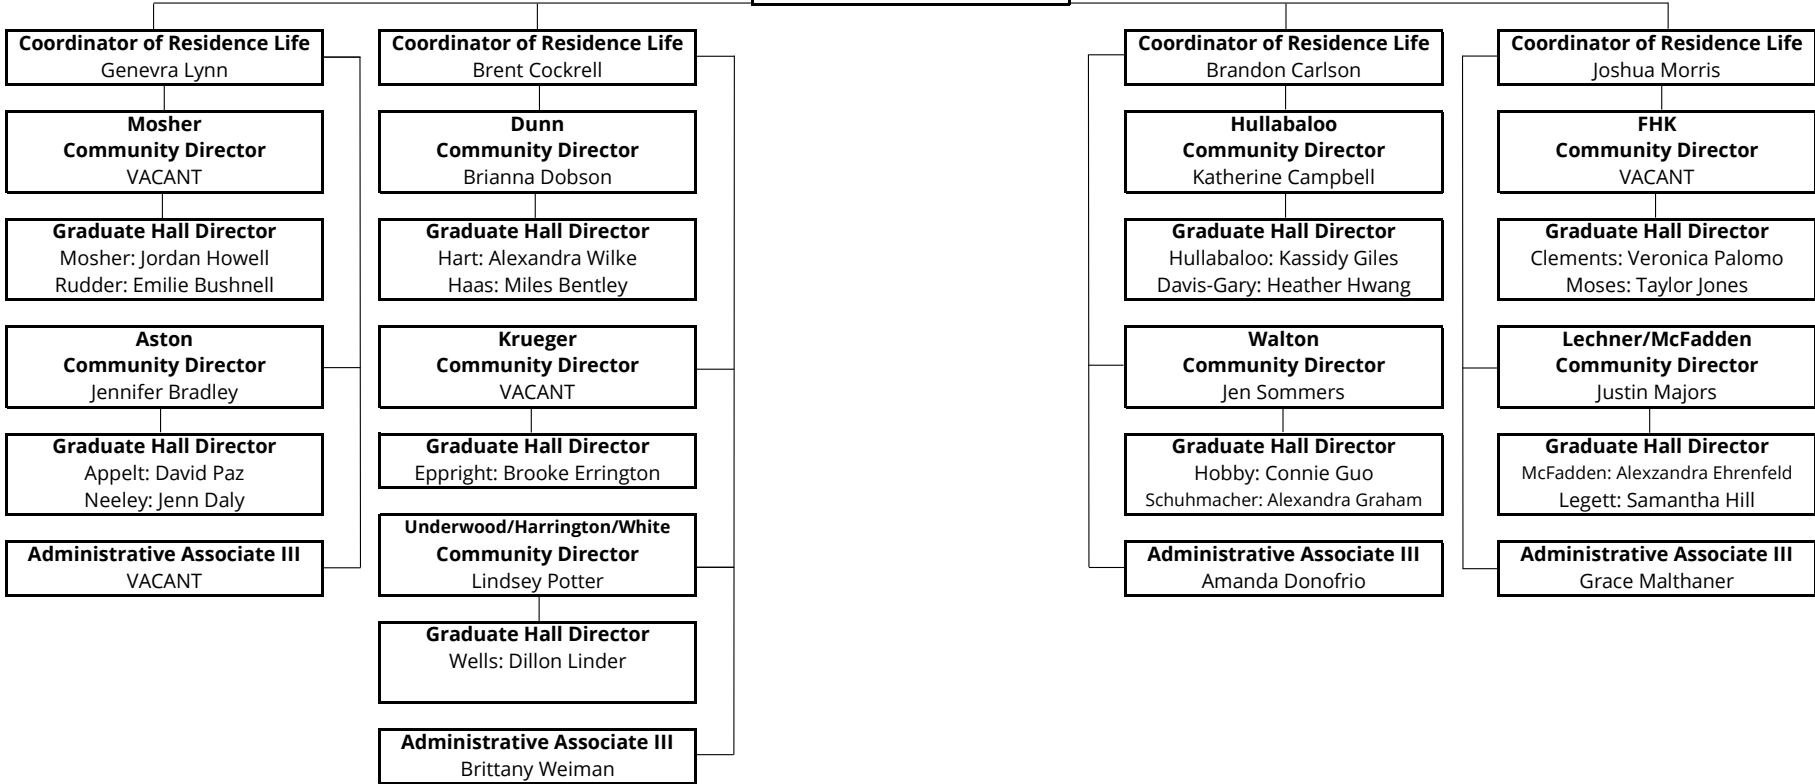 Coordinator of Residence Life
Genevra Lynn
Mosher
Community Director
VACANT
Graduate Hall Director
Mosher: Jordan Howell
Rudder: Emilie Bushnell
Aston
Community Director
Jennifer Bradley
Graduate Hall Director
Appelt: David Paz
Neeley: Jenn Daly
Administrative Associate III
VACANT
Coordinator of Residence Life
Brent Cockrell
Dunn
Community Director
Brianna Dobson
Graduate Hall Director
Hart: Alexandra Wilke
Haas: Miles Bentley
Krueger
Community Director
VACANT
Graduate Hall Director
Eppright: Brooke Errington
Underwood/Harrington/White
Community Director
Lindsey Potter
Graduate Hall Director
Wells: Dillon Linder
Administrative Associate III
Brittany Weiman
Coordinator of Residence Life
Brandon Carlson
Hullabaloo
Community Director
Katherine Campbell
Graduate Hall Director
Hullabaloo: Kassidy Giles
Davis-Gary: Heather Hwang
Walton
Community Director
Jen Sommers
Graduate Hall Director
Hobby: Connie Guo
Schuhmacher: Alexandra Graham
Administrative Associate III
Amanda Donofrio
Coordinator of Residence Life
Joshua Morris
FHK
Community Director
VACANT
Graduate Hall Director
Clements: Veronica Palomo
Moses: Taylor Jones
Lechner/McFadden
Community Director
Justin Majors
Graduate Hall Director
McFadden: Alexzandra Ehrenfeld
Legett: Samantha Hill
Administrative Associate III
Grace Malthaner